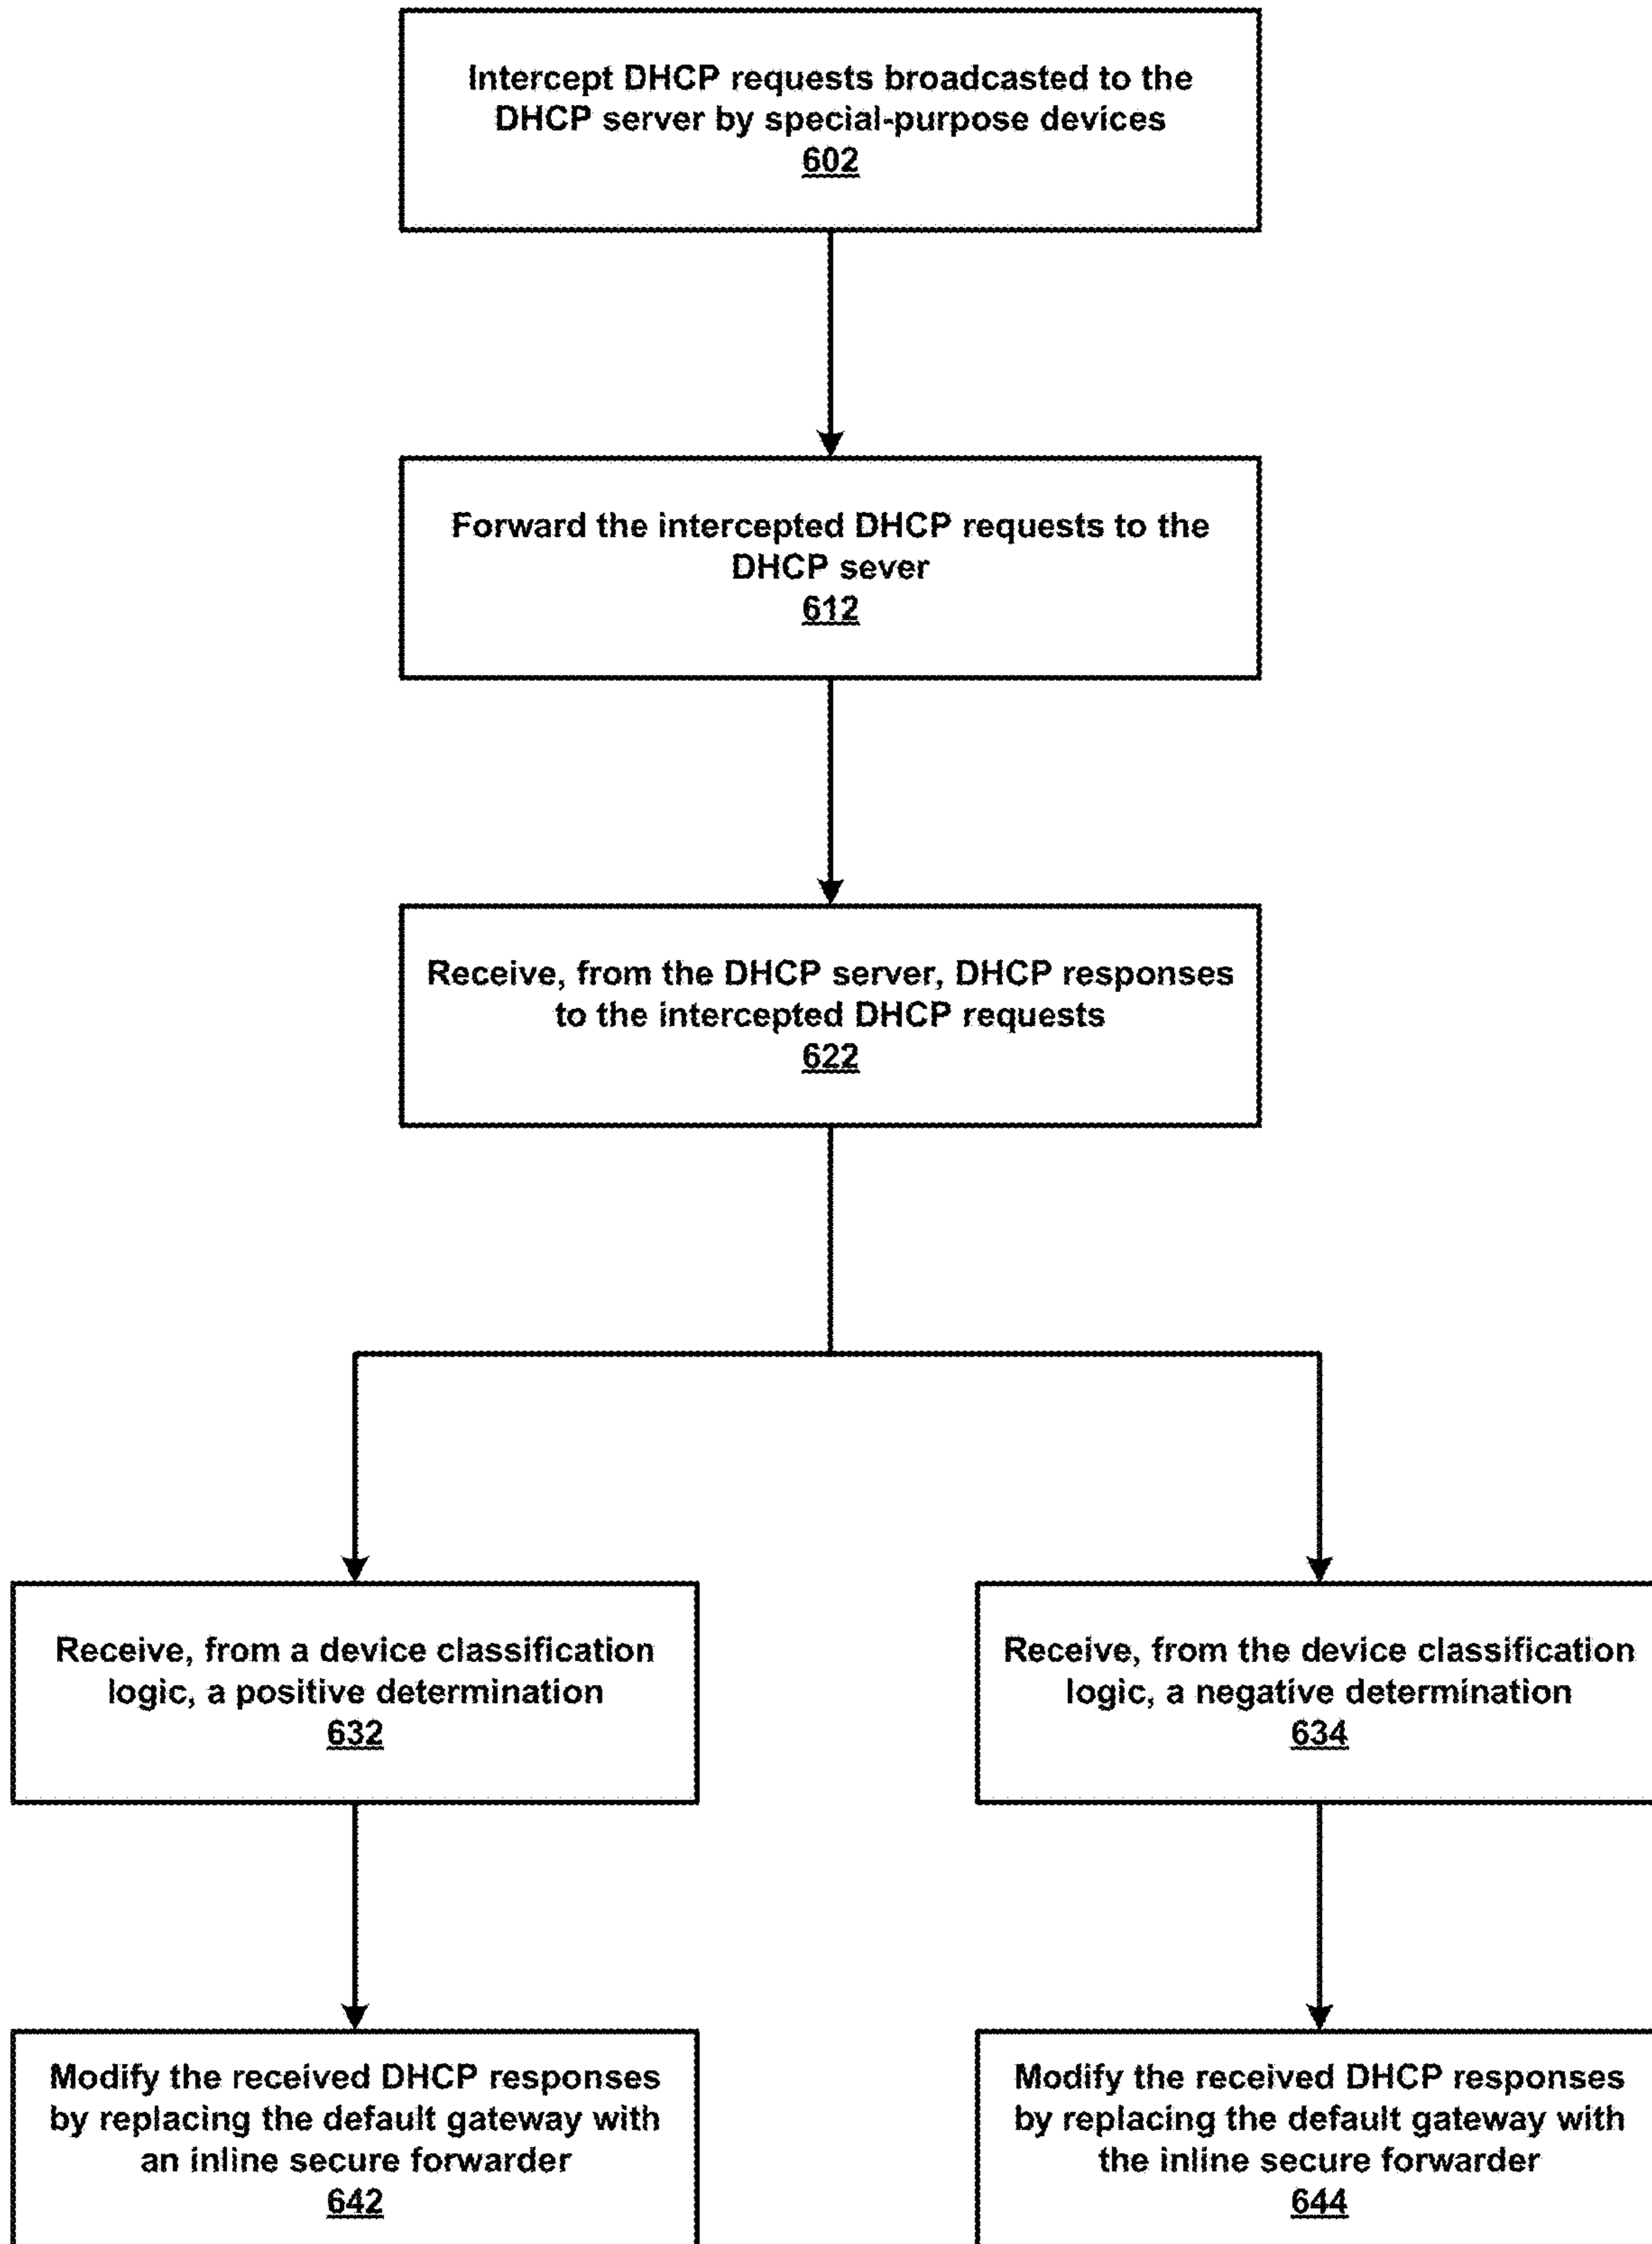 Intercept DHCP requests broadcasted to the
DHCP server by special-purpose devices
602
Forward the intercepted DHCP requests to the
DHCP sever
612
Receive, from the DHCP server, DHCP responses
to the intercepted DHCP requests
622
Receive, from a device classification
logic, a positive determination
632
Receive, from the device classification
logic, a negative determination
634
Modify the received DHCP responses
by replacing the default gateway with
an inline secure forwarder
642
Modify the received DHCP responses
by replacing the default gateway with
the inline secure forwarder
644